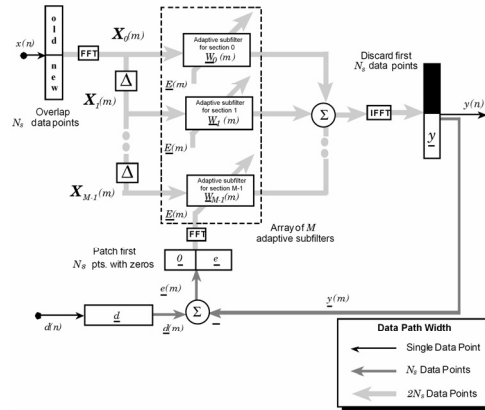 old new
x(n)
FFT
X0(m)
Overlap
Ns data points
Δ
X1(m)
Δ
XM-1(m)
Adaptive subfilter
for section 0
W0(m)
E(m)
Adaptive subfilter
for section 1
W1(m)
E(m)
Adaptive subfilter
for section M-1
WM-1(m)
E(m)
Σ
IFFT
Discard first
Ns data points
y(n)
y
Array of M
adaptive subfilters
FFT
Patch first
Ns pts. with zeros
0 e
e(m)
Σ
y(m)
d(n)
d
d(m)
Data Path Width
Single Data Point
Ns Data Points
2Ns Data Points